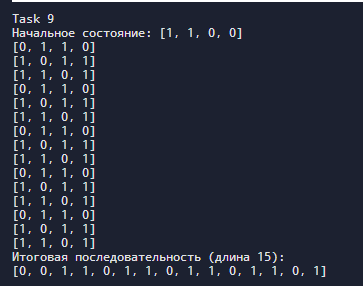 Task 9
Начальное состояние: [1, 1, 0, 0]
[0, 1, 1, 0]
[1, 0, 1, 1]
[1, 1, 0, 1]
[0, 1, 1, 0]
[1, 0, 1, 1]
[1, 1, 0, 1]
[0, 1, 1, 0]
[1, 0, 1, 1]
[1, 1, 0, 1]
[0, 1, 1, 0]
[1, 0, 1, 1]
[1, 1, 0, 1]
[0, 1, 1, 0]
[1, 0, 1, 1]
[1, 1, 0, 1]
Итоговая последовательность (длина 15):
[0, 0, 1, 1, 0, 1, 1, 0, 1, 1, 0, 1, 1, 0, 1]